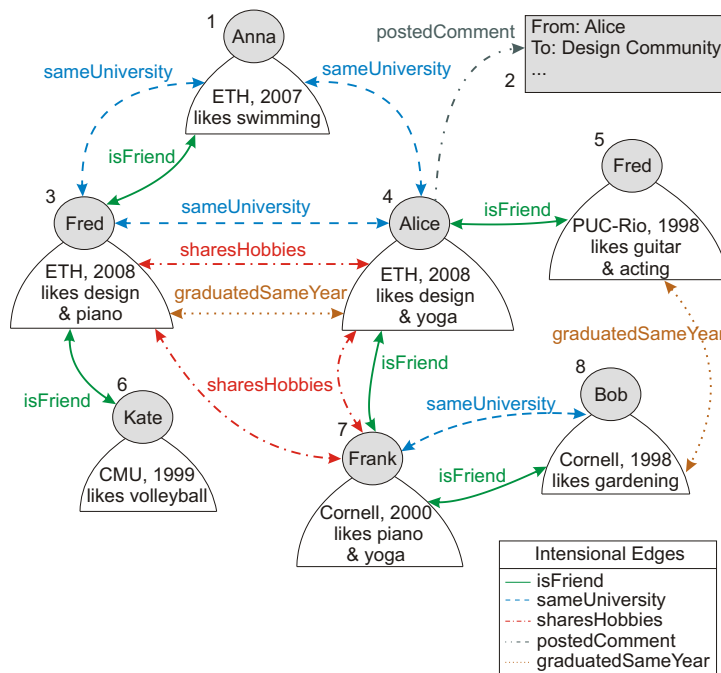 1
Anna
postedComment
From: Alice
To: Design Community
...
2
sameUniversity
sameUniversity
ETH, 2007
likes swimming
isFriend
3
Fred
sameUniversity
4
Alice
isFriend
5
Fred
PUC-Rio, 1998
likes guitar
& acting
sharesHobbies
ETH, 2008
likes design
& piano
graduatedSameYear
ETH, 2008
likes design
& yoga
graduatedSameYear
isFriend
sharesHobbies
isFriend
6
Kate
CMU, 1999
likes volleyball
sameUniversity
8
Bob
Cornell, 1998
likes gardening
7
Frank
isFriend
Cornell, 2000
likes piano
& yoga
Intensional Edges
isFriend
sameUniversity
sharesHobbies
postedComment
graduatedSameYear